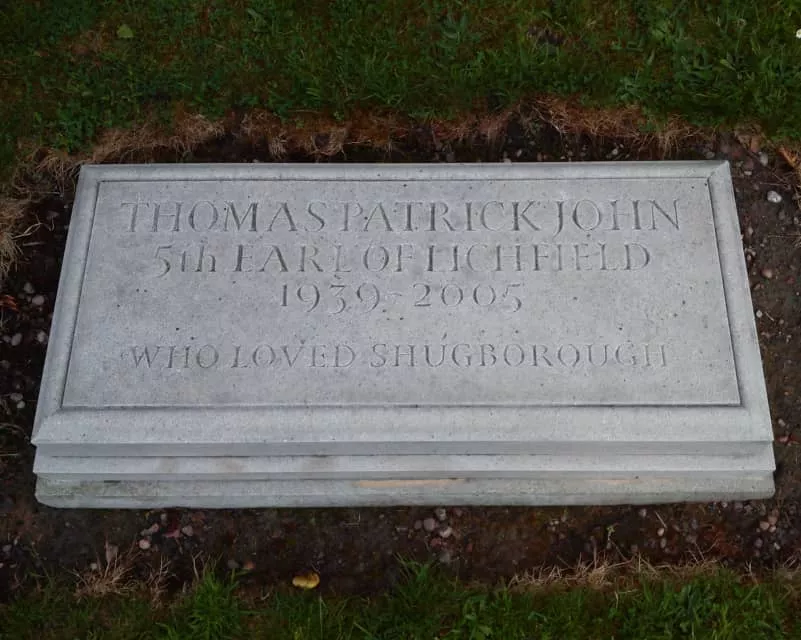 THOMAS PATRICK JOHN
5th EARL OF LICHFIELD
1939-2005
WHO LOVED SHUGBOROUGH